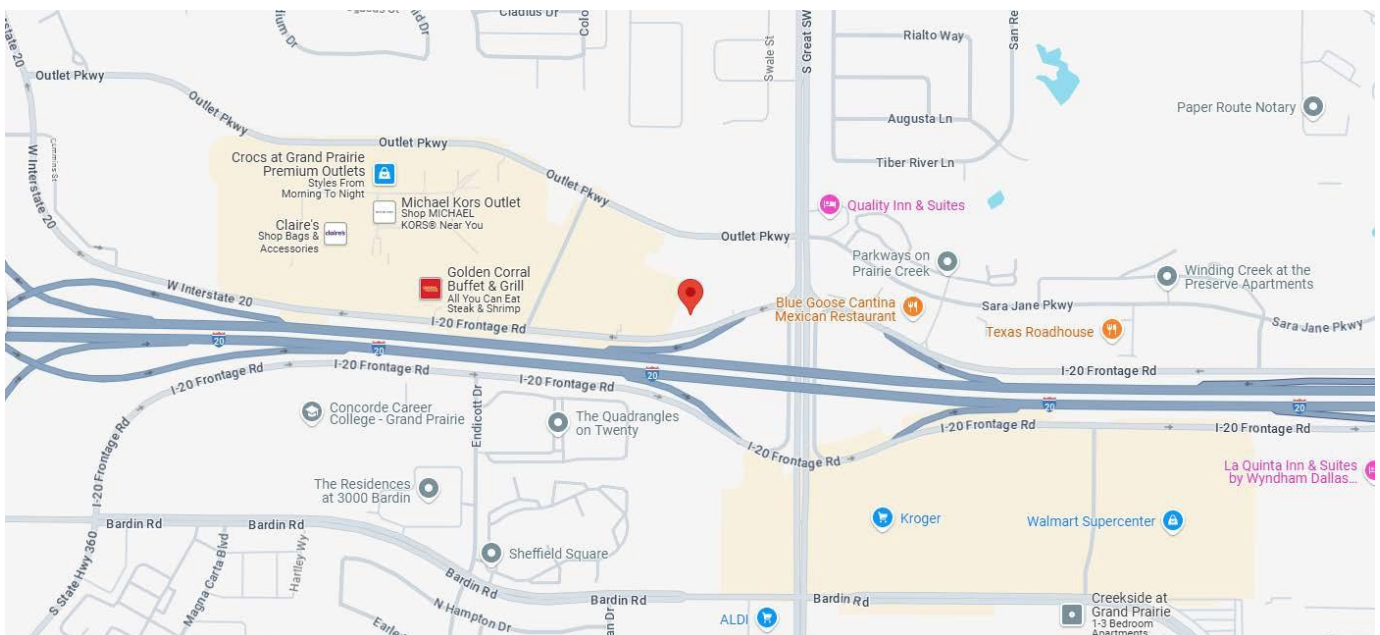 Cladius Dr
Outlet Pkwy
Outlet Pkwy
Outlet Pkwy
Outlet Pkwy
Outlet Pkwy
W Interstate 20
Swale St
S Great SW
Rialto Way
Augusta Ln
Tiber River Ln
Paper Route Notary
Crocs at Grand Prairie
Premium Outlets
Styles From
Morning To Night
Michael Kors Outlet
Shop MICHAEL
KORS® Near You
Claire's
Shop Bags &
Accessories
Quality Inn & Suites
Parkways on
Prairie Creek
Winding Creek at the
Preserve Apartments
Golden Corral
Buffet & Grill
All You Can Eat
Steak & Shrimp
W Interstate 20
Blue Goose Cantina
Mexican Restaurant
Sara Jane Pkwy
Sara Jane Pkwy
Texas Roadhouse
I-20 Frontage Rd
20
20
20
20
20
I-20 Frontage Rd
I-20 Frontage Rd
I-20 Frontage Rd
I-20 Frontage Rd
I-20 Frontage Rd
I-20 Frontage Rd
I-20 Frontage Rd
I-20 Frontage Rd
Concorde Career
College - Grand Prairie
Endicott Dr
The Quadrangles
on Twenty
The Residences
at 3000 Bardin
La Quinta Inn & Suites
by Wyndham Dallas...
Kroger
Walmart Supercenter
Bardin Rd
Bardin Rd
Bardin Rd
Bardin Rd
Bardin Rd
S State Hwy 360
Magna Carta Blvd
Hartley Wy
Sheffield Square
N Hampton Dr
ALDI
Creekside at
Grand Prairie
1-3 Bedroom
Apartments